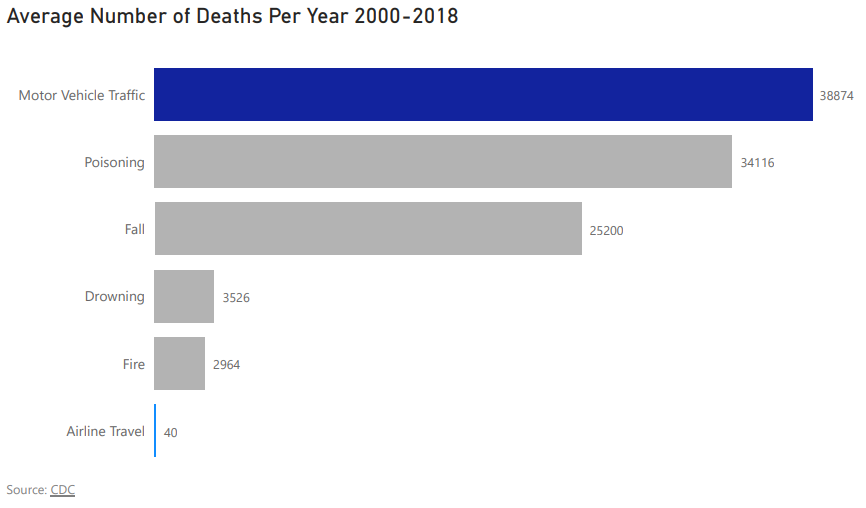 Average Number of Deaths Per Year 2000-2018
Motor Vehicle Traffic 38874
Poisoning 34116
Fall 25200
Drowning 3526
Fire 2964
Airline Travel 40
Source: CDC